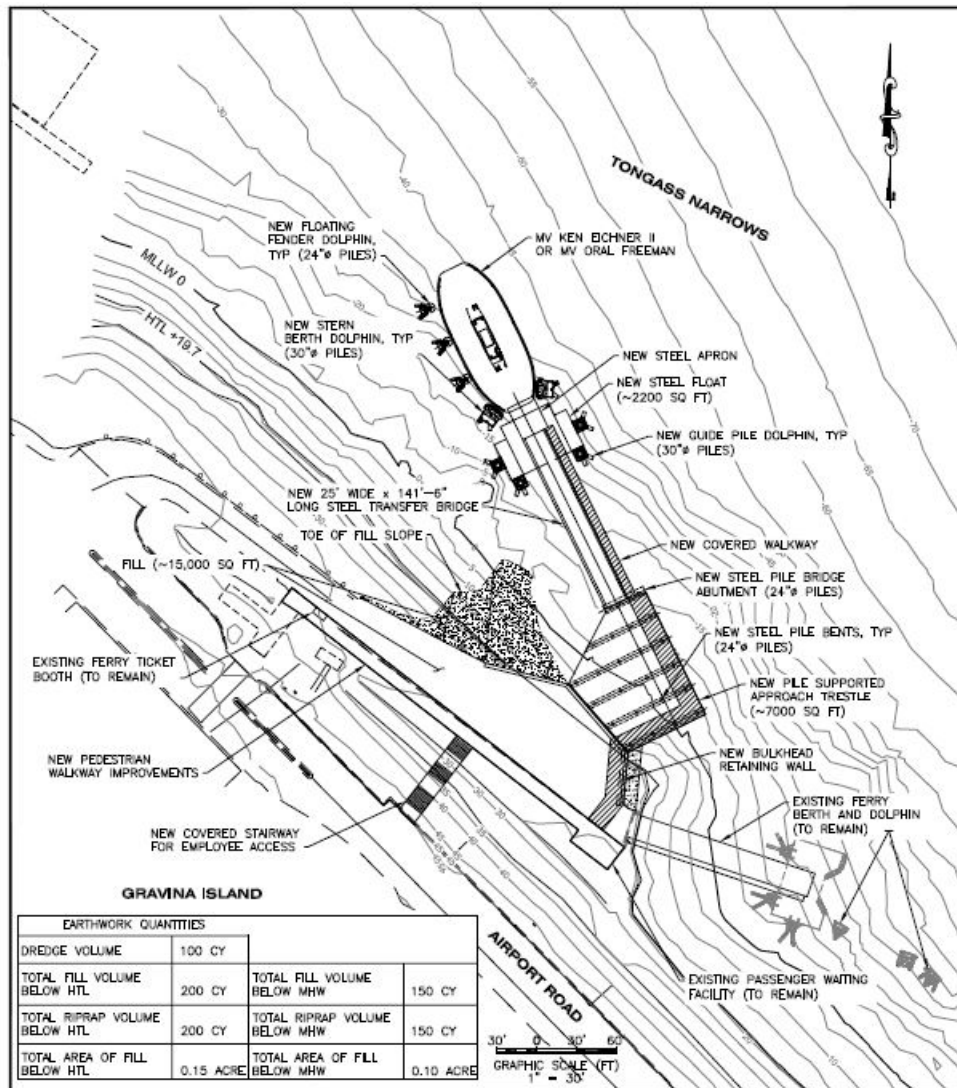 TONGASS NARROWS
NEW FLOATING
FENDER DOLPHIN,
TYP (24"ø PILES)
MV KEN EICHNER II
OR MV ORAL FREEMAN
MLLW 0
HTL +19.7
NEW STERN
BERTH DOLPHIN, TYP
(30"ø PILES)
NEW STEEL APRON
NEW STEEL FLOAT
(~2200 SQ FT)
NEW GUIDE PILE DOLPHIN, TYP
(30"ø PILES)
NEW 25' WIDE x 141'-6"
LONG STEEL TRANSFER BRIDGE
TOE OF FILL SLOPE
NEW COVERED WALKWAY
FILL (~15,000 SQ FT)
NEW STEEL PILE BRIDGE
ABUTMENT (24"ø PILES)
NEW STEEL PILE BENTS, TYP
(24"ø PILES)
EXISTING FERRY TICKET
BOOTH (TO REMAIN)
NEW PILE SUPPORTED
APPROACH TRESTLE
(~7000 SQ FT)
NEW PEDESTRIAN
WALKWAY IMPROVEMENTS
NEW BULKHEAD
RETAINING WALL
EXISTING FERRY
BERTH AND DOLPHIN
(TO REMAIN)
NEW COVERED STAIRWAY
FOR EMPLOYEE ACCESS
GRAVINA ISLAND
AIRPORT ROAD
EXISTING PASSENGER WAITING
FACILITY (TO REMAIN)
EARTHWORK QUANTITIES
DREDGE VOLUME 100 CY
TOTAL FILL VOLUME BELOW HTL 200 CY TOTAL FILL VOLUME BELOW MHW 150 CY
TOTAL RIPRAP VOLUME BELOW HTL 200 CY TOTAL RIPRAP VOLUME BELOW MHW 150 CY
TOTAL AREA OF FILL BELOW HTL 0.15 ACRE TOTAL AREA OF FILL BELOW MHW 0.10 ACRE
30' 0 30' 60'
GRAPHIC SCALE (FT)
1" = 30'